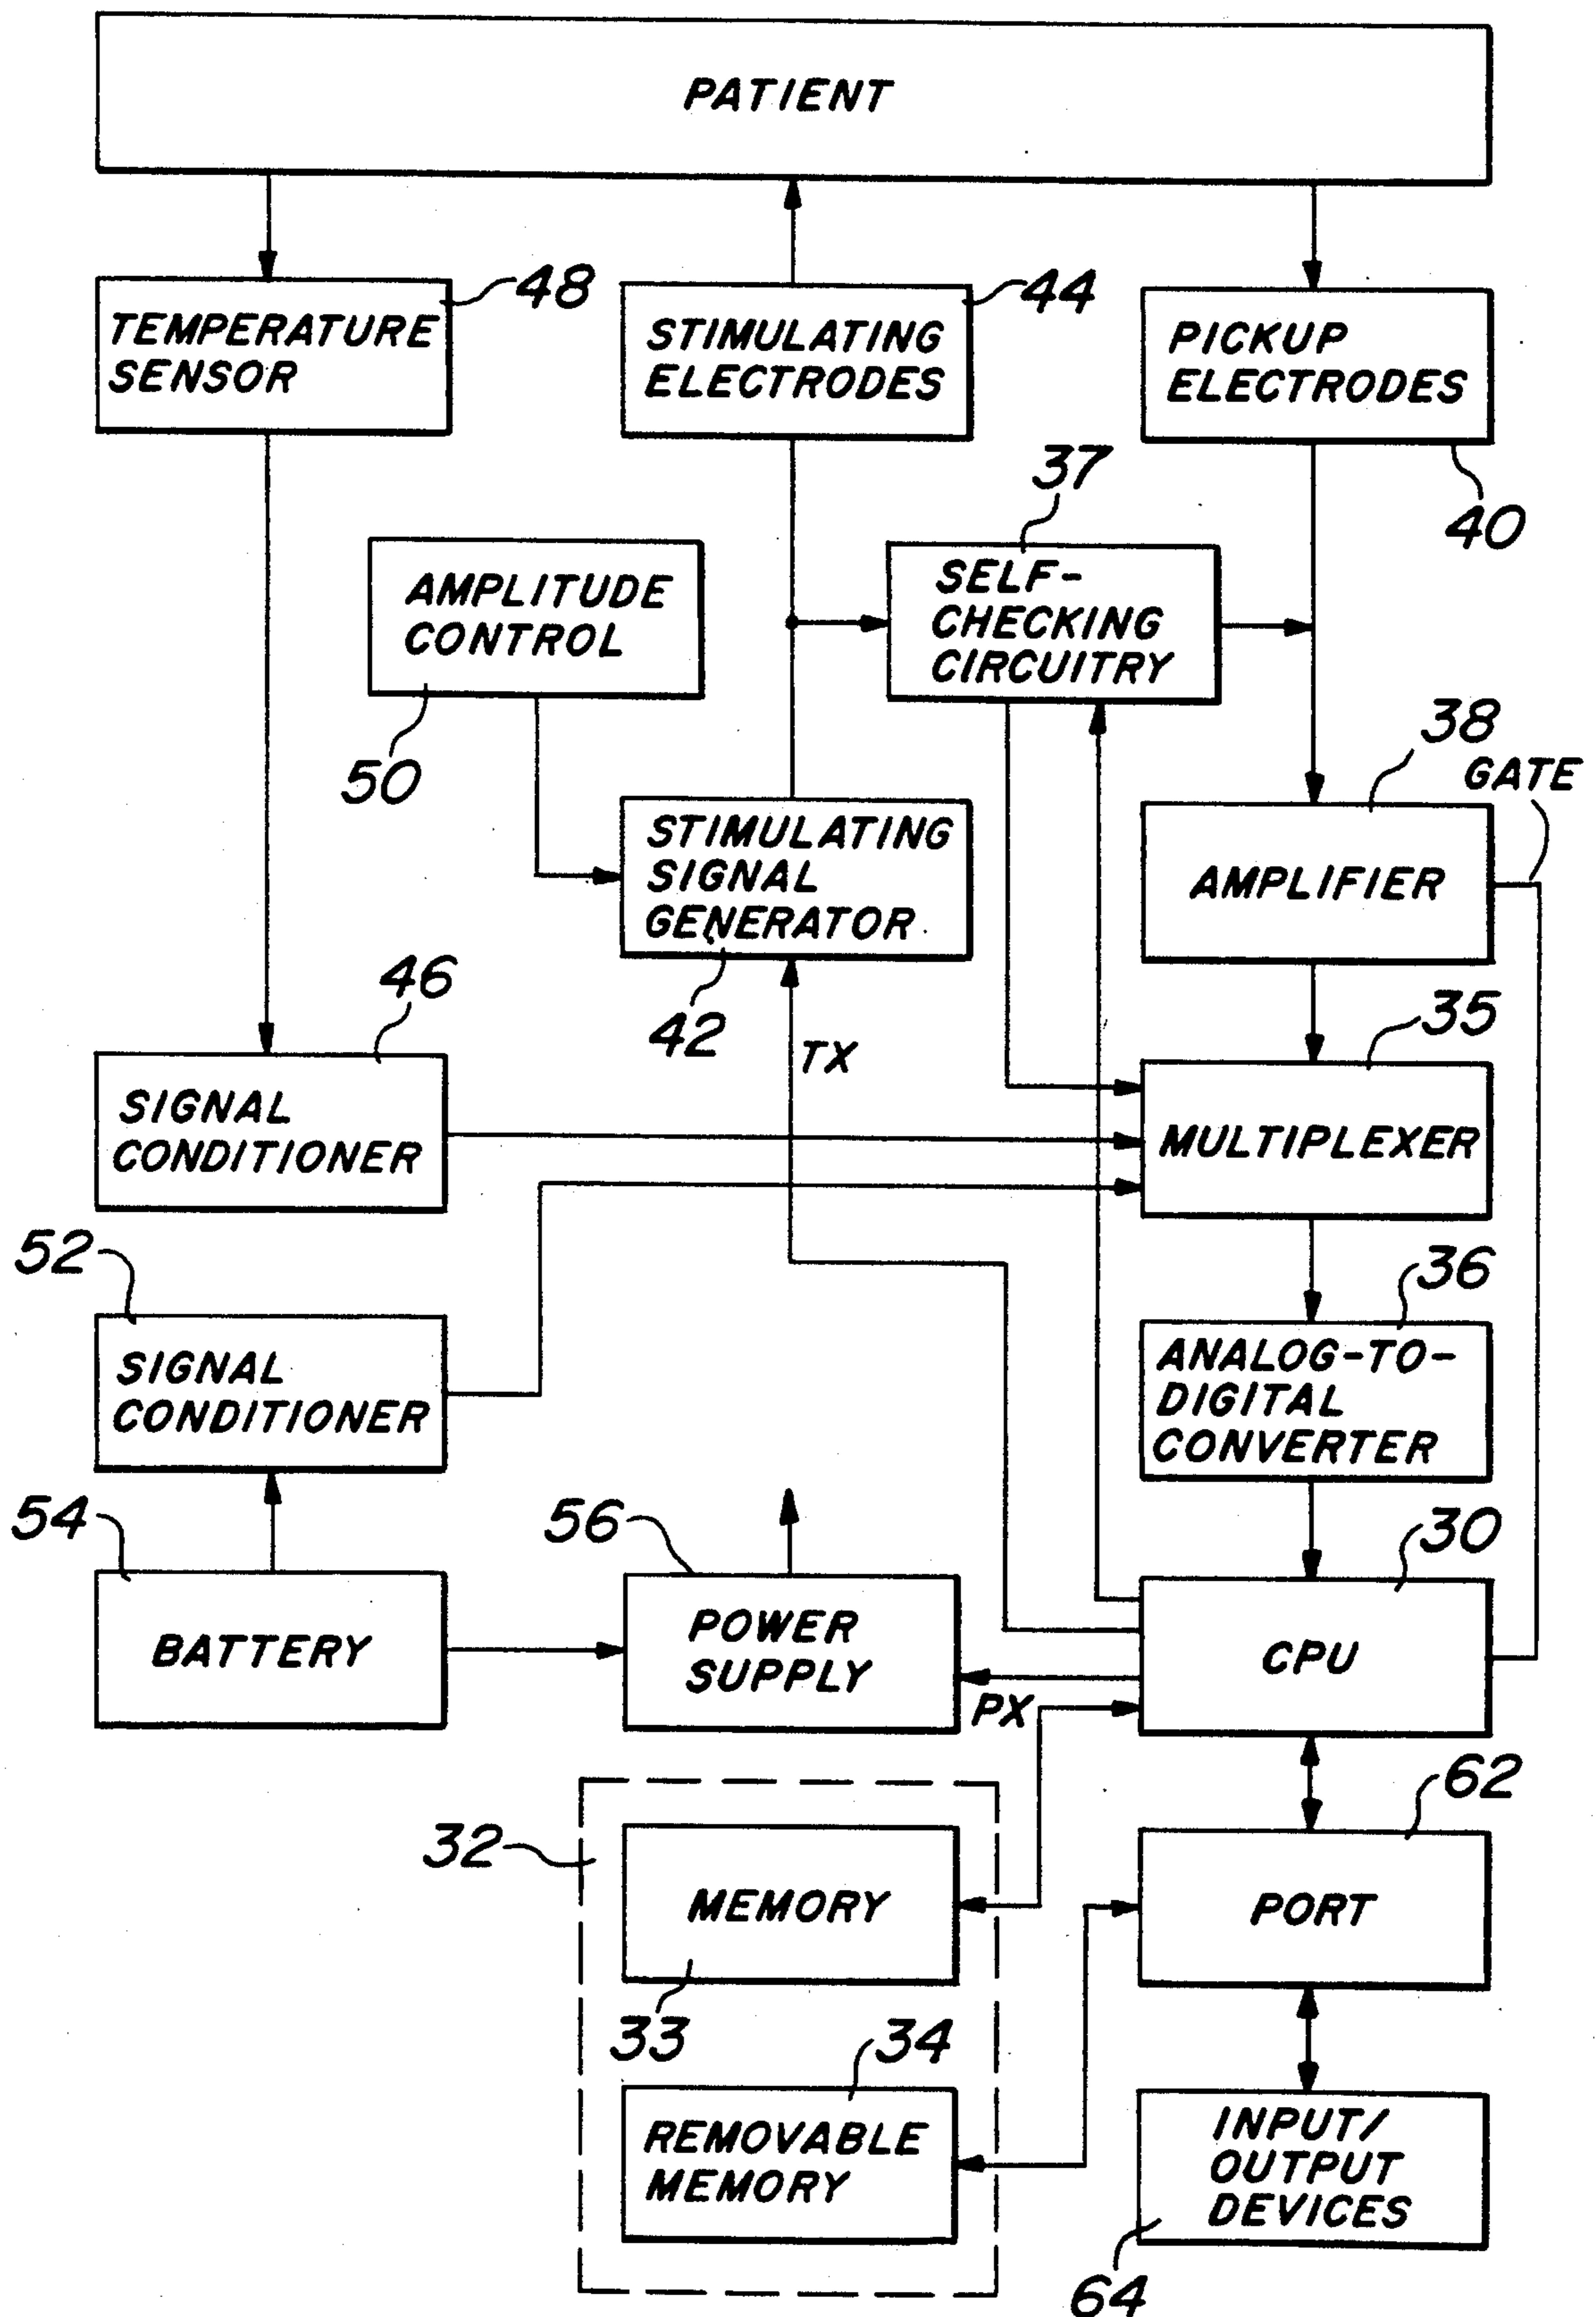 PATIENT
48
44
TEMPERATURE
SENSOR
STIMULATING
ELECTRODES
PICKUP
ELECTRODES
37
40
AMPLITUDE
CONTROL
SELF-
CHECKING
CIRCUITRY
50
38
GATE
STIMULATING
SIGNAL
GENERATOR
AMPLIFIER
46
42
TX
35
SIGNAL
CONDITIONER
MULTIPLEXER
52
36
SIGNAL
CONDITIONER
ANALOG-TO-
DIGITAL
CONVERTER
54
56
30
BATTERY
POWER
SUPPLY
CPU
PX
62
32
MEMORY
PORT
33
34
REMOVABLE
MEMORY
INPUT/
OUTPUT
DEVICES
64